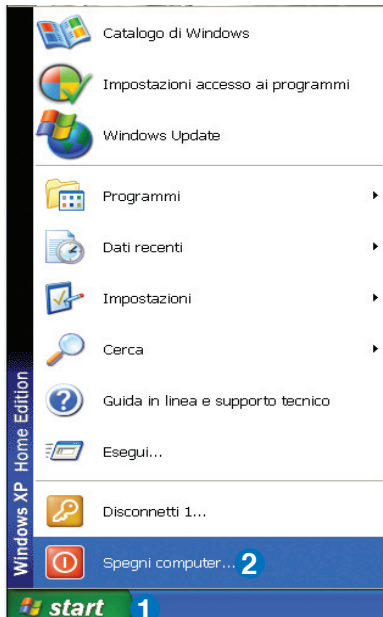 Catalogo di Windows
Impostazioni accesso ai programmi
Windows Update
Programmi
Dati recenti
Impostazioni
Cerca
Guida in linea e supporto tecnico
Esegui...
Disconnetti 1...
Spegni computer... 2
Windows XP Home Edition
start 1